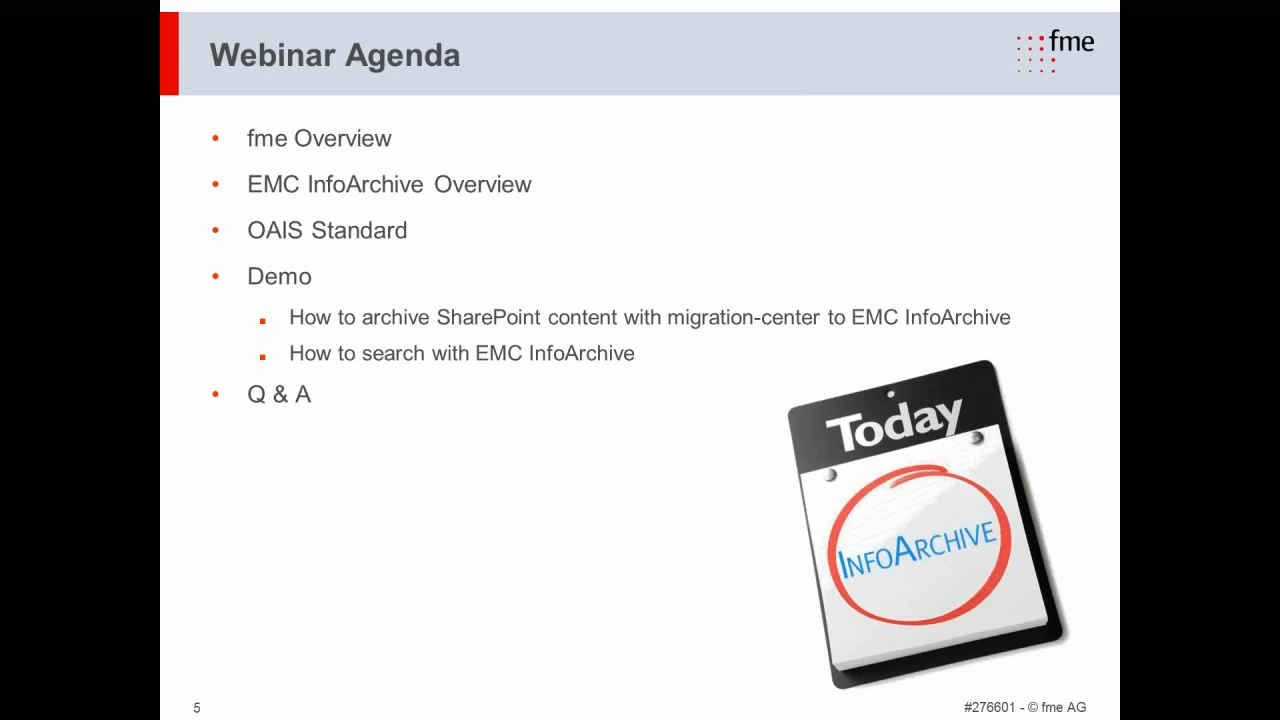 Webinar Agenda
fme
• fme Overview
• EMC InfoArchive Overview
• OAIS Standard
• Demo
▪ How to archive SharePoint content with migration-center to EMC InfoArchive
▪ How to search with EMC InfoArchive
• Q & A
Today
INFOARCHIVE
5
#276601 - © fme AG